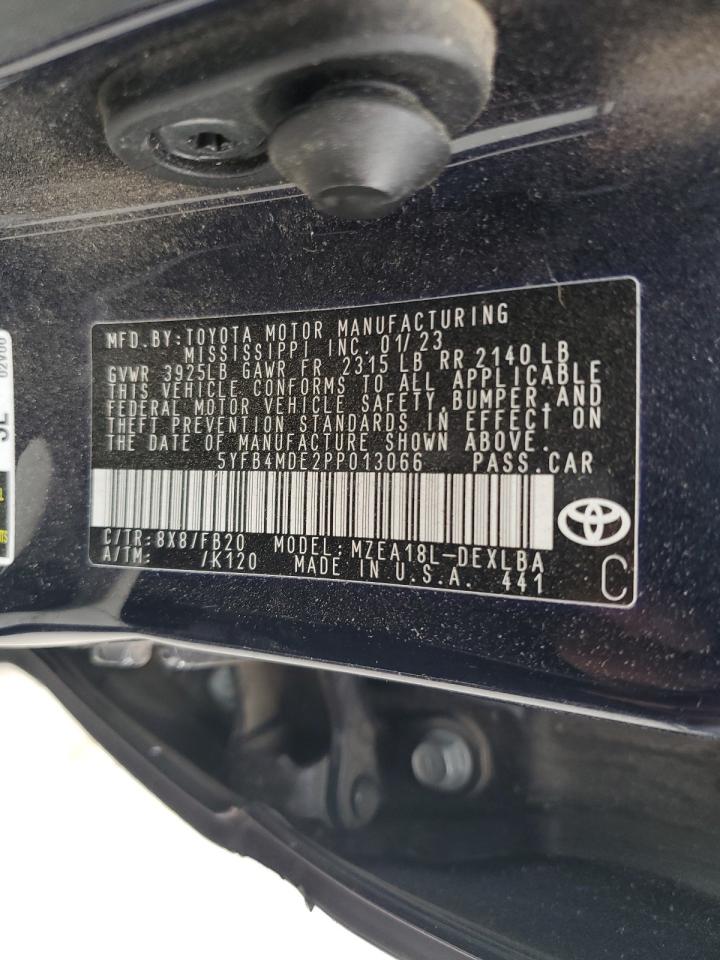 MFD.BY:TOYOTA MOTOR MANUFACTURING
MISSISSIPPI INC. 01/23
GVWR 3925LB GAWR FR 2315 LB RR 2140 LB
THIS VEHICLE CONFORMS TO ALL APPLICABLE
FEDERAL MOTOR VEHICLE SAFETY,BUMPER,AND
THEFT PREVENTION STANDARDS IN EFFECT ON
THE DATE OF MANUFACTURE SHOWN ABOVE.
5YFB4MDE2PP013066 PASS.CAR
C/TR:8X8/FB20 MODEL:MZEA18L-DEXLBA
A/TM: /K120 MADE IN U.S.A. 441 C